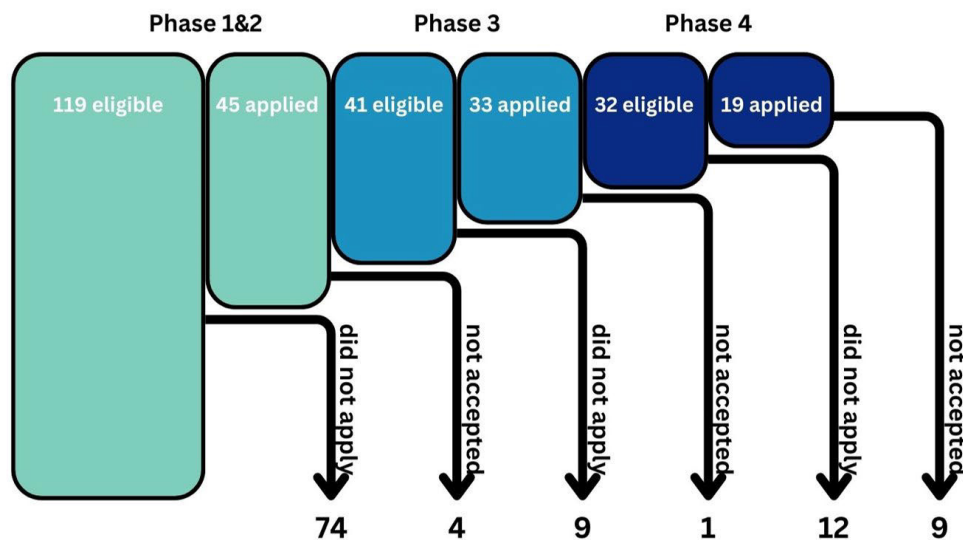 Phase 1&2
Phase 3
Phase 4
119 eligible
45 applied
41 eligible
33 applied
32 eligible
19 applied
did not apply
not accepted
did not apply
not accepted
did not apply
not accepted
74
4
9
1
12
9